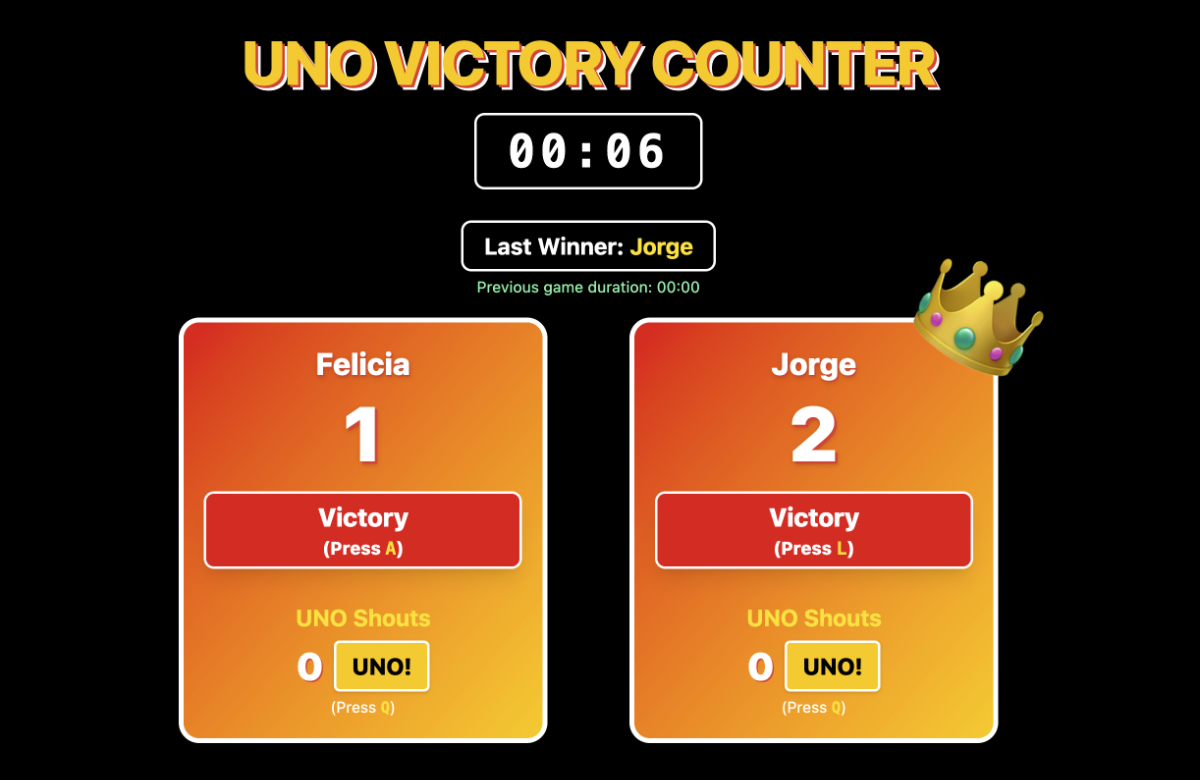 UNO VICTORY COUNTER
00:06
Last Winner: Jorge
Previous game duration: 00:00
Felicia
1
Victory
(Press A)
UNO Shouts
0 UNO!
(Press Q)
Jorge
2
Victory
(Press L)
UNO Shouts
0 UNO!
(Press Q)